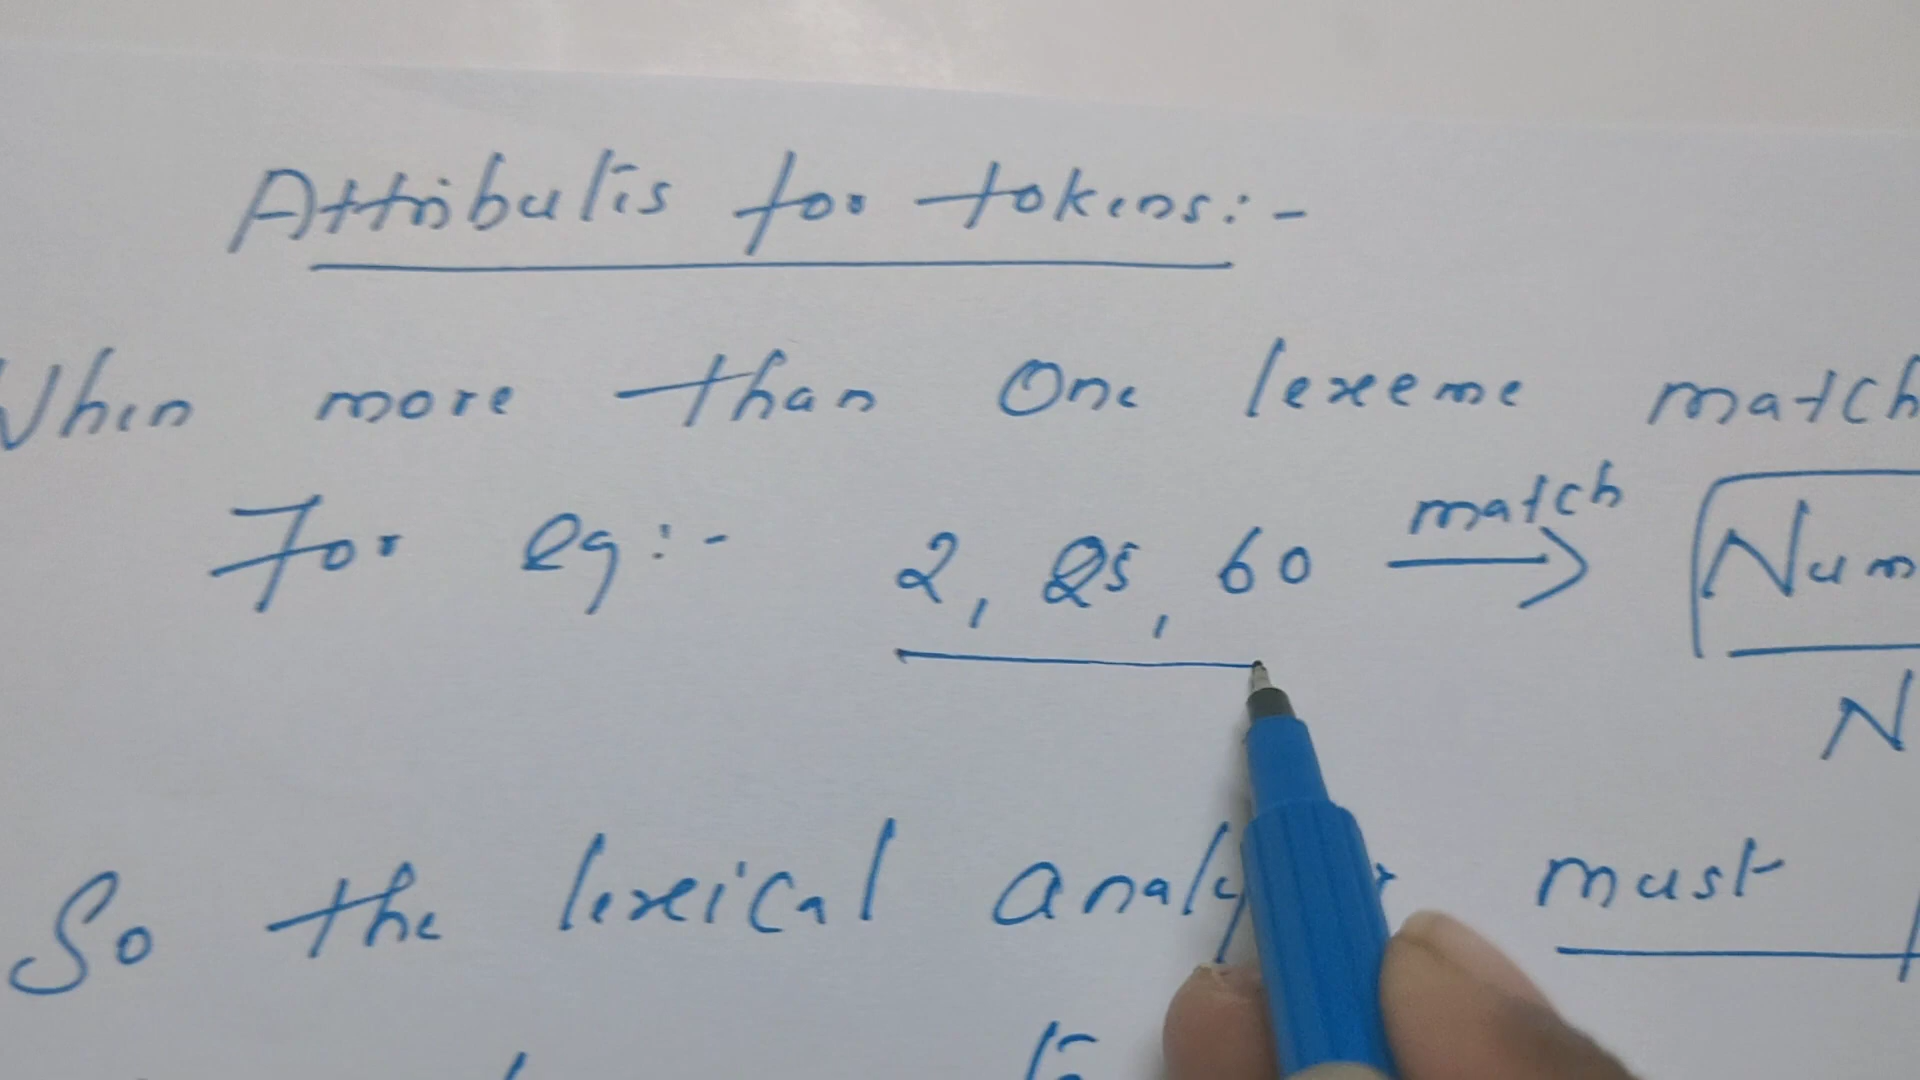 Attributes for tokens:-
When more than One lexeme match
For eg:- 2, 25, 60 match → Num
N
So the lexical must